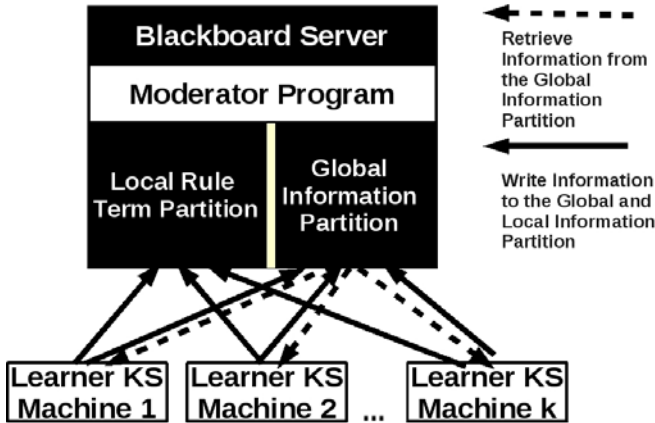 Blackboard Server
Moderator Program
Local Rule
Term Partition
Global
Information
Partition
Retrieve
Information from
the Global
Information
Partition
Write Information
to the Global and
Local Information
Partition
Learner KS
Machine 1
Learner KS
Machine 2
...
Learner KS
Machine k